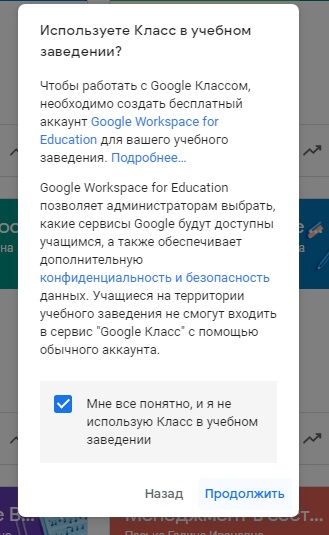 Используете Класс в учебном
заведении?
Чтобы работать с Google Классом,
необходимо создать бесплатный
аккаунт Google Workspace for
Education для вашего учебного
заведения. Подробнее…
Google Workspace for Education
позволяет администраторам выбрать,
какие сервисы Google будут доступны
учащимся, а также обеспечивает
дополнительную
конфиденциальность и безопасность
данных. Учащиеся на территории
учебного заведения не смогут входить
в сервис "Google Класс" с помощью
обычного аккаунта.
Мне все понятно, и я не
использую Класс в учебном
заведении
Назад Продолжить